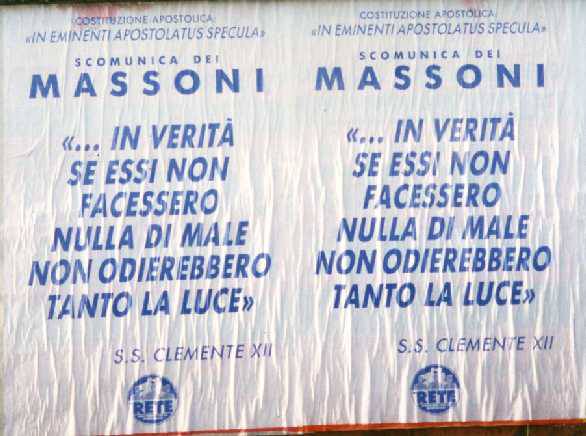 COSTITUZIONE APOSTOLICA
«IN EMINENTI APOSTOLATUS SPECULA»
SCOMUNICA DEI
MASSONI
«... IN VERITÀ
SE ESSI NON
FACESSERO
NULLA DI MALE
NON ODIEREBBERO
TANTO LA LUCE»
S.S. CLEMENTE XII
RETE
COSTITUZIONE APOSTOLICA
«IN EMINENTI APOSTOLATUS SPECULA»
SCOMUNICA DEI
MASSONI
«... IN VERITÀ
SE ESSI NON
FACESSERO
NULLA DI MALE
NON ODIEREBBERO
TANTO LA LUCE»
S.S. CLEMENTE XII
RETE